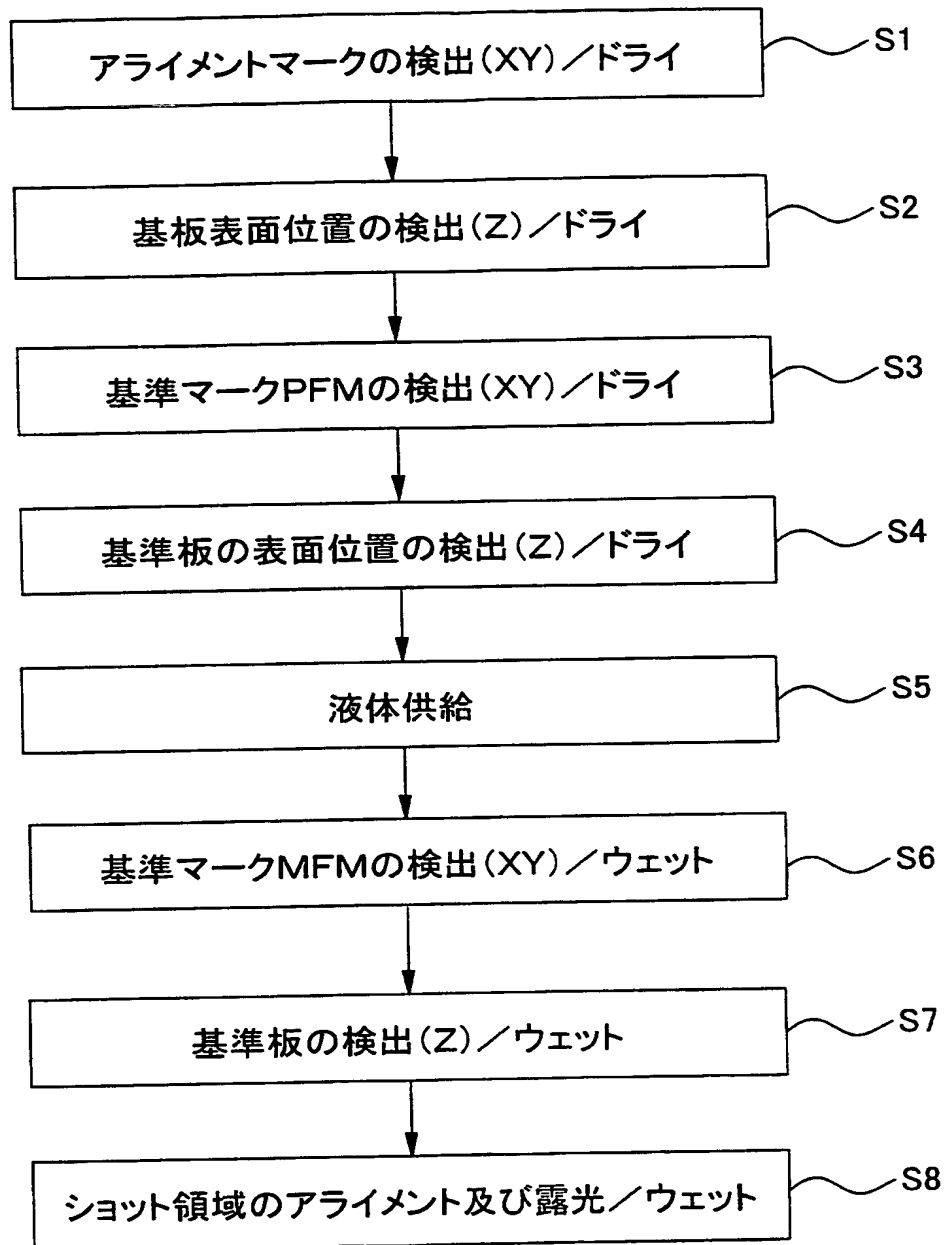 アライメントマークの検出(XY)／ドライ
S1
基板表面位置の検出(Z)／ドライ
S2
基準マークPFMの検出(XY)／ドライ
S3
基準板の表面位置の検出(Z)／ドライ
S4
液体供給
S5
基準マークMFMの検出(XY)／ウェット
S6
基準板の検出(Z)／ウェット
S7
ショット領域のアライメント及び露光／ウェット
S8